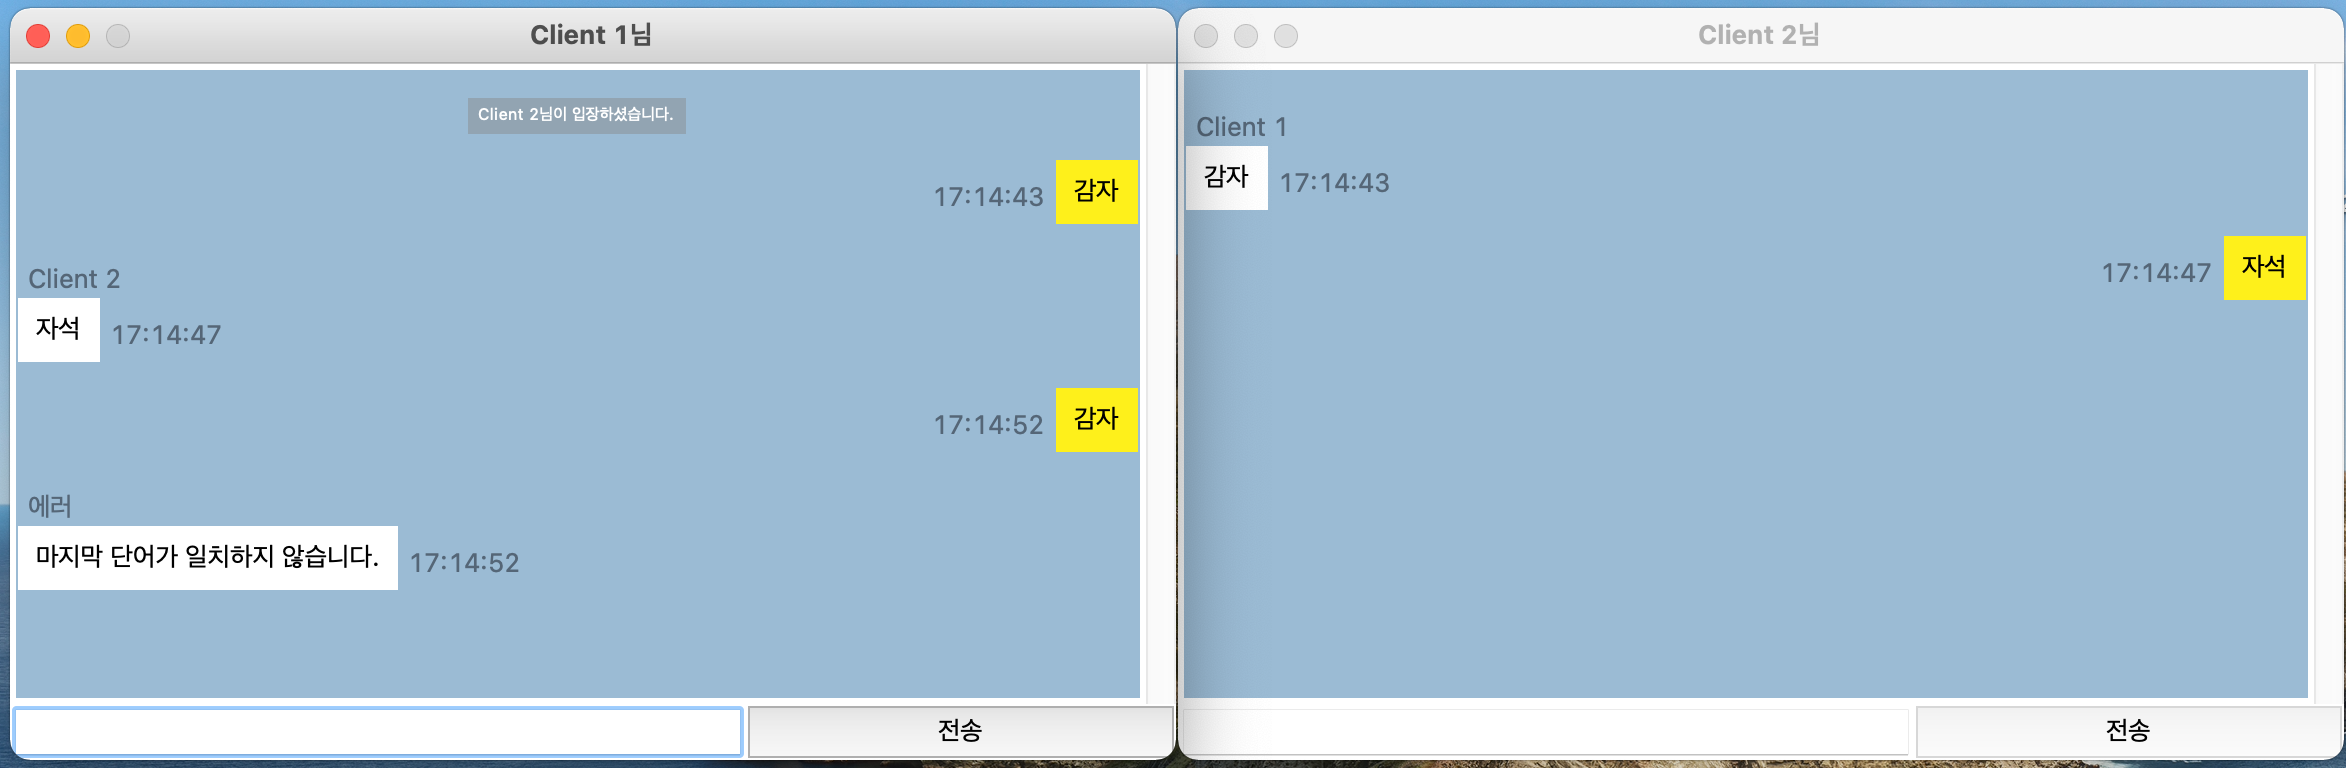 Client 1님
Client 2님이 입장하셨습니다.
17:14:43 감자
Client 2
자석 17:14:47
17:14:52 감자
에러
마지막 단어가 일치하지 않습니다. 17:14:52
전송
Client 2님
Client 1
감자 17:14:43
17:14:47 자석
전송